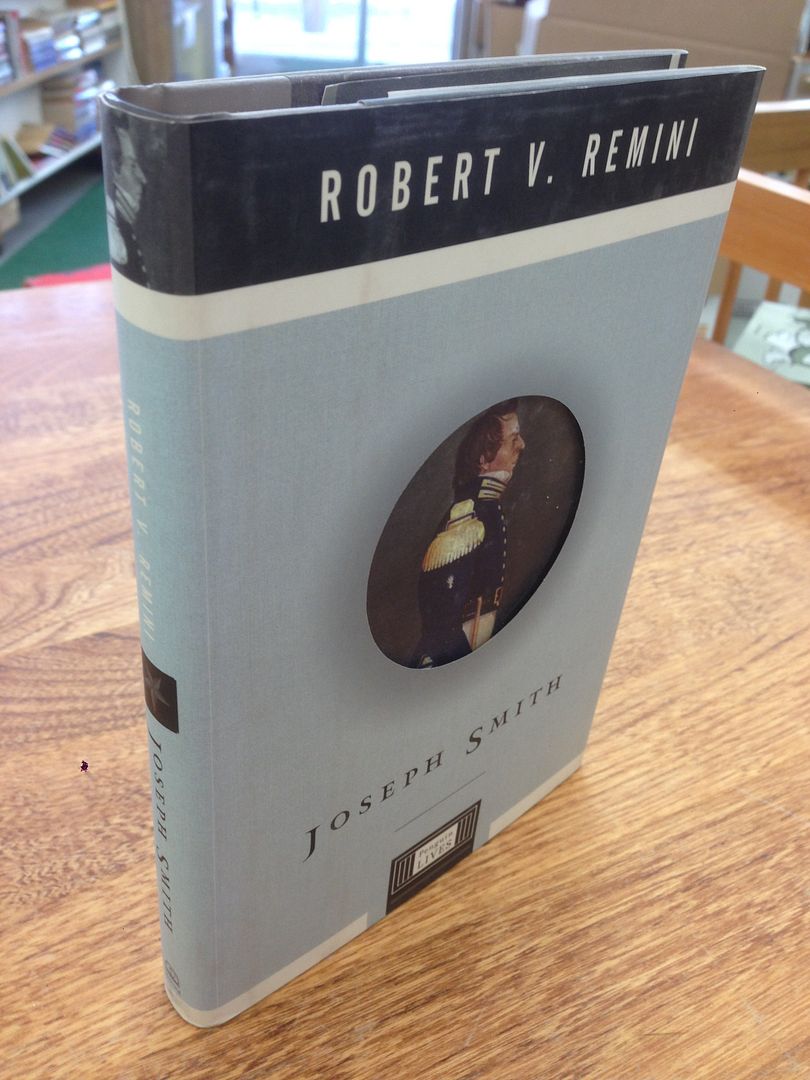 ROBERT V. REMINI
JOSEPH SMITH
Penguin
LIVES
ROBERT V. REMINI
JOSEPH SMITH